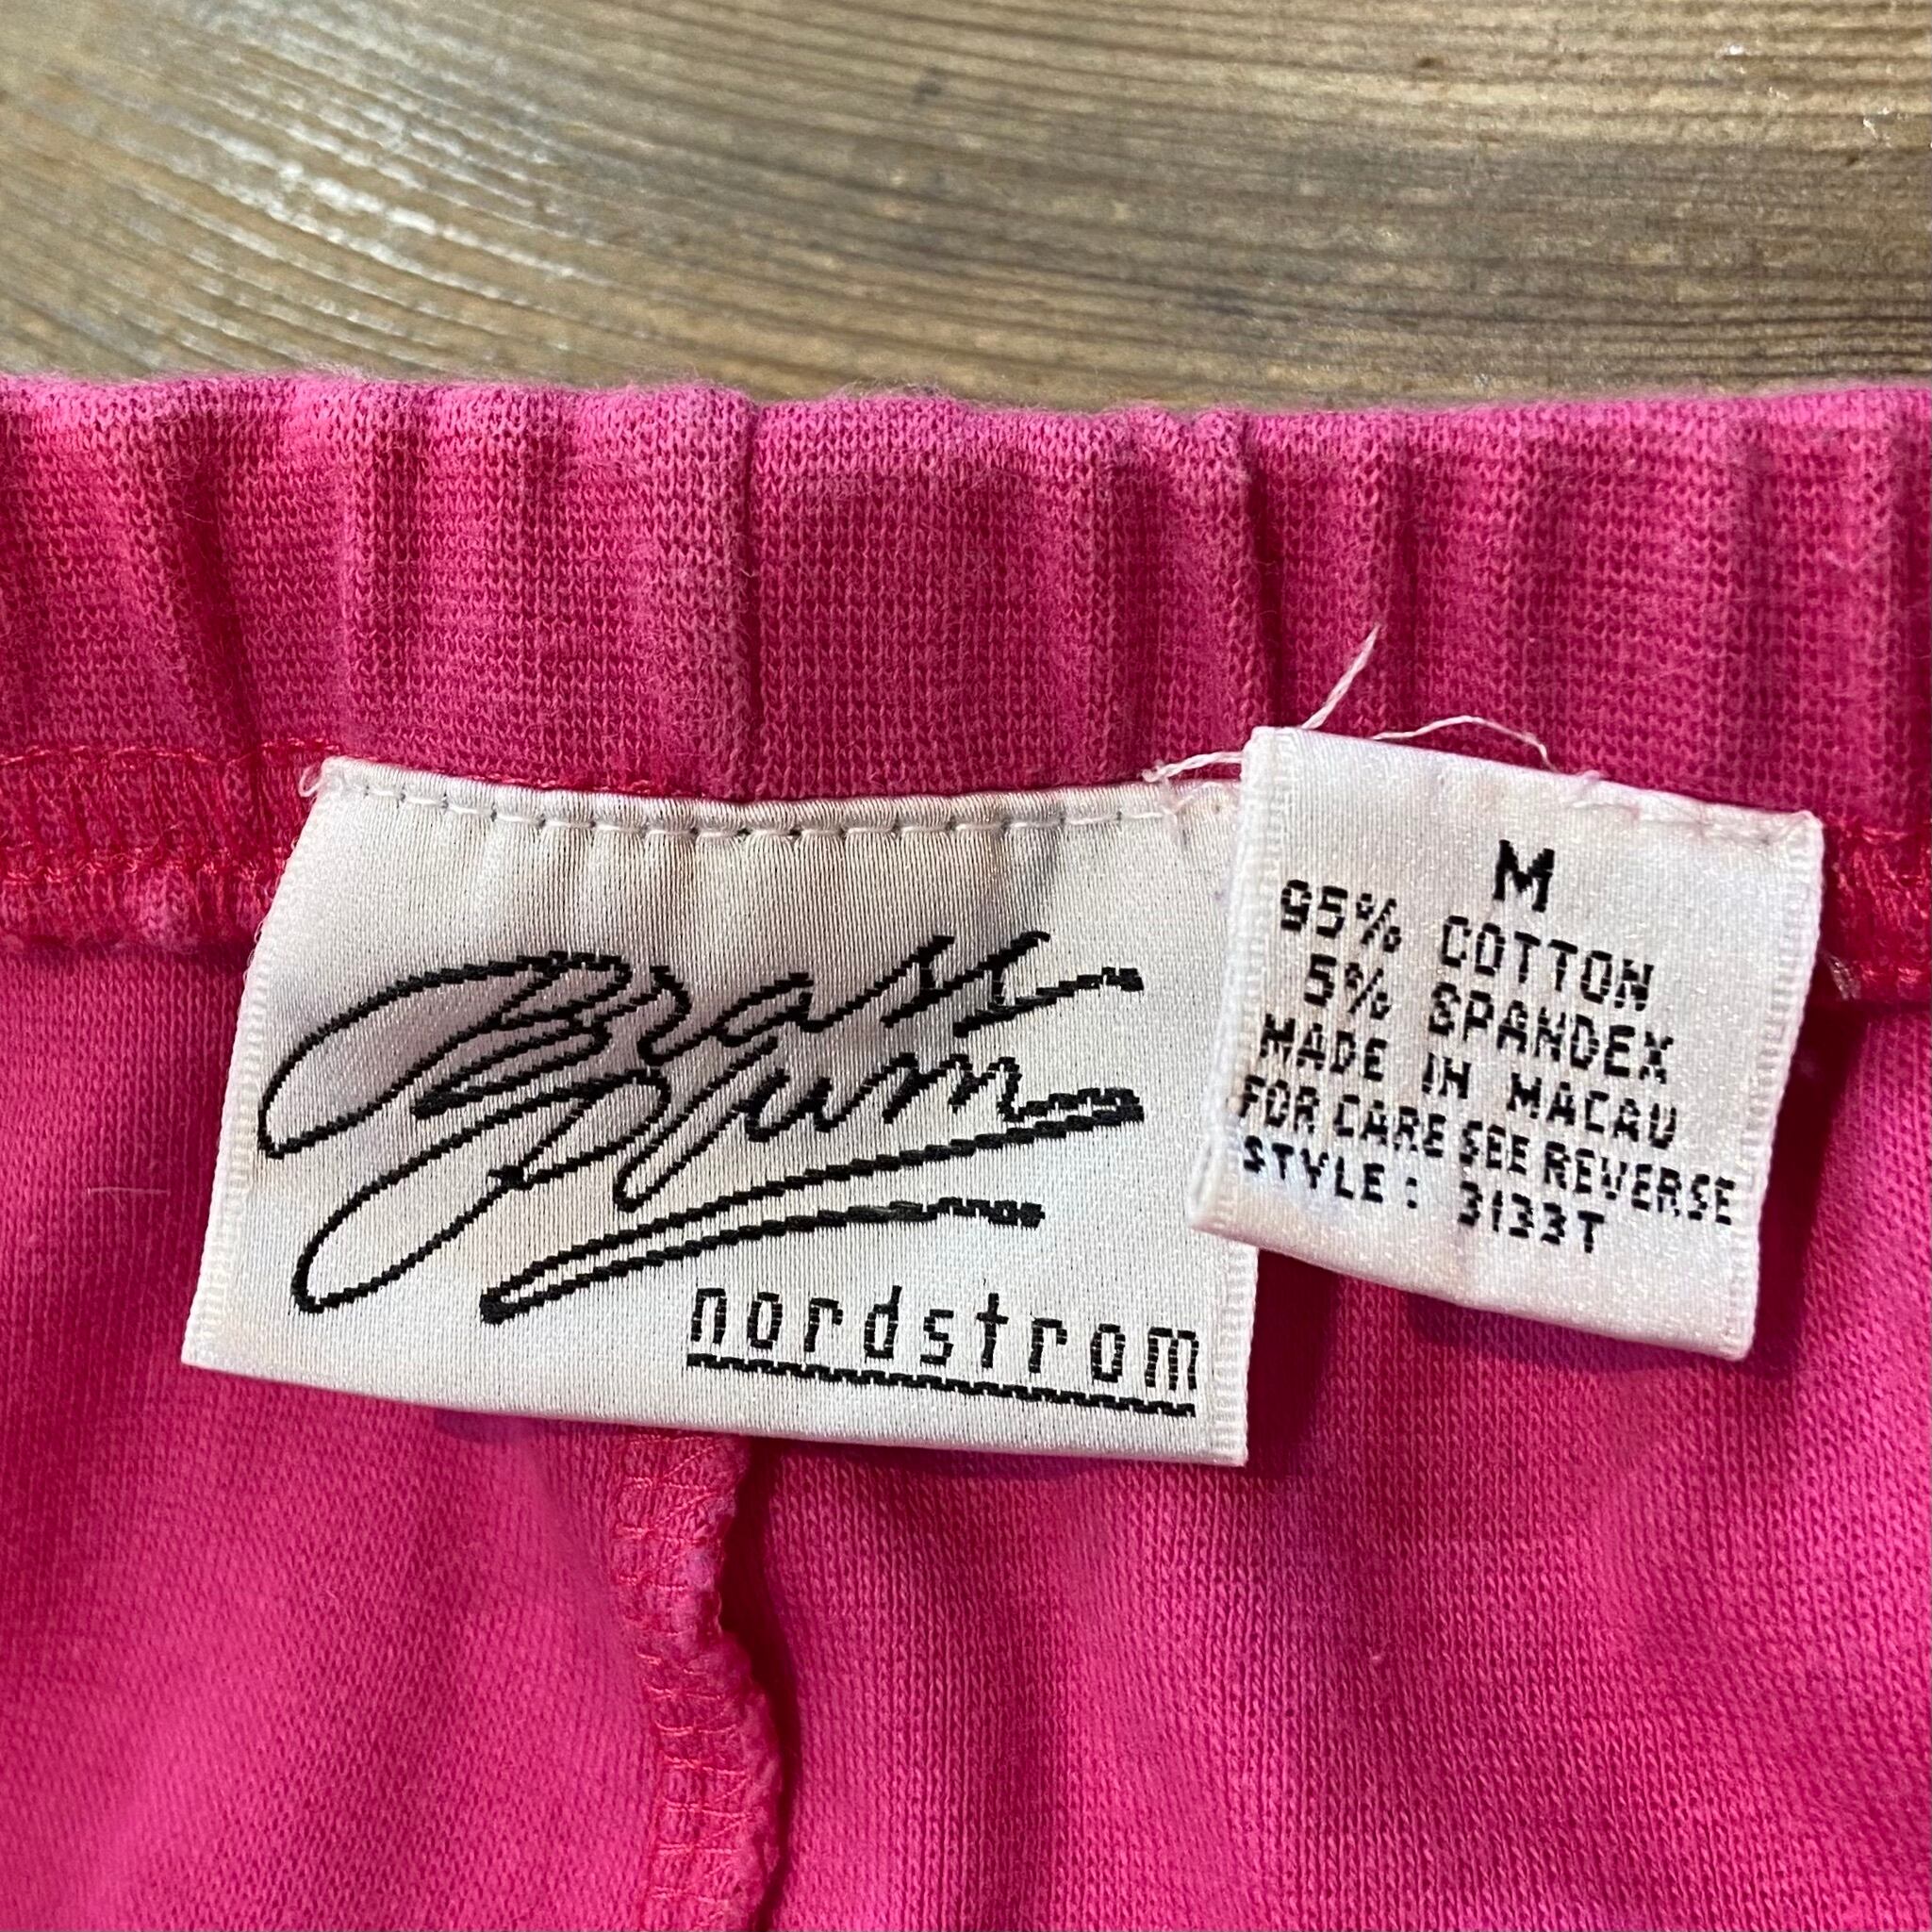 Brass
Plum
nordstrom
M
95% COTTON
5% SPANDEX
MADE IN MACAU
FOR CARE SEE REVERSE
STYLE : 3133T